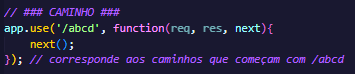 // ### CAMINHO ###
app.use('/abcd', function(req, res, next){
    next();
}); // corresponde aos caminhos que começam com /abcd